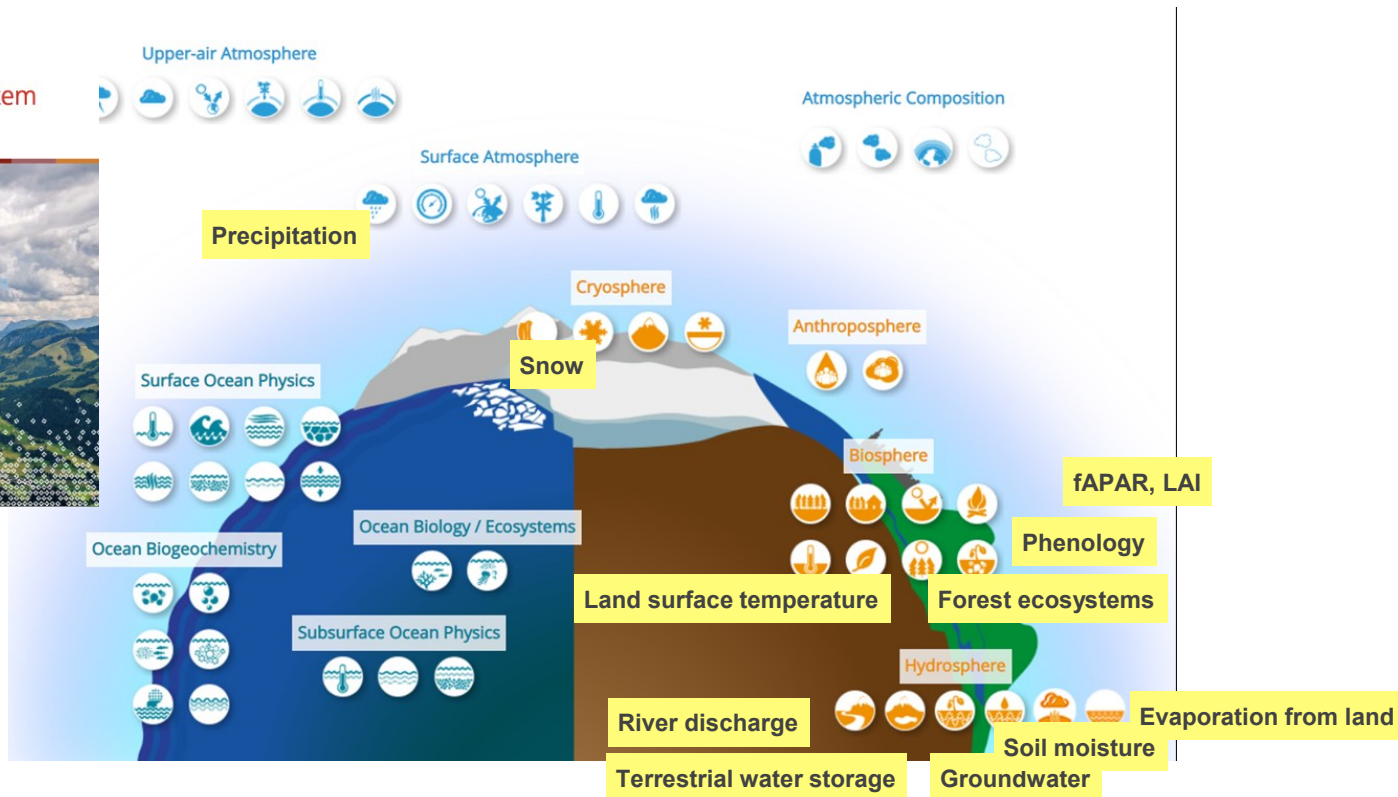 Upper-air Atmosphere
Atmospheric Composition
Surface Atmosphere
Precipitation
Cryosphere
Anthroposphere
Snow
Surface Ocean Physics
Biosphere
fAPAR, LAI
Ocean Biology / Ecosystems
Phenology
Ocean Biogeochemistry
Land surface temperature
Forest ecosystems
Subsurface Ocean Physics
Hydrosphere
River discharge
Evaporation from land
Soil moisture
Terrestrial water storage
Groundwater